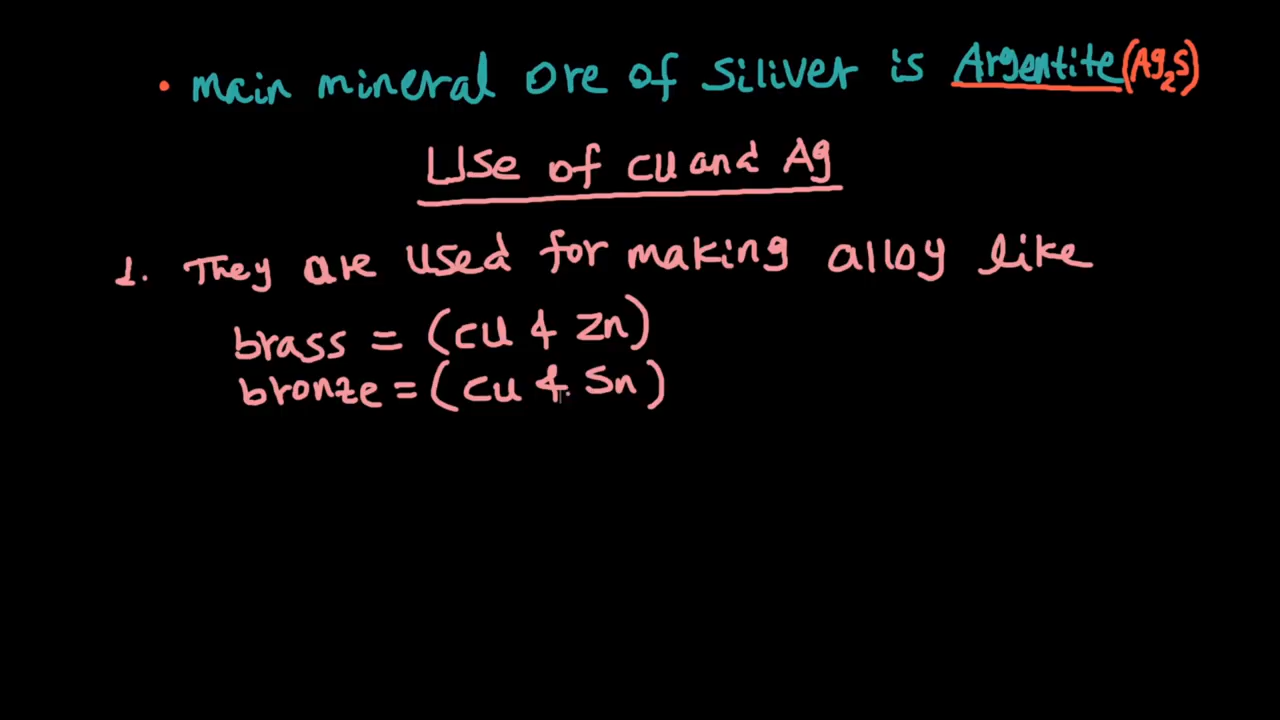 • main mineral ore of Siliver is Argentite (Ag₂S)
Use of Cu and Ag
1. They are used for making alloy like
brass = (Cu & Zn)
bronze = (Cu & Sn)